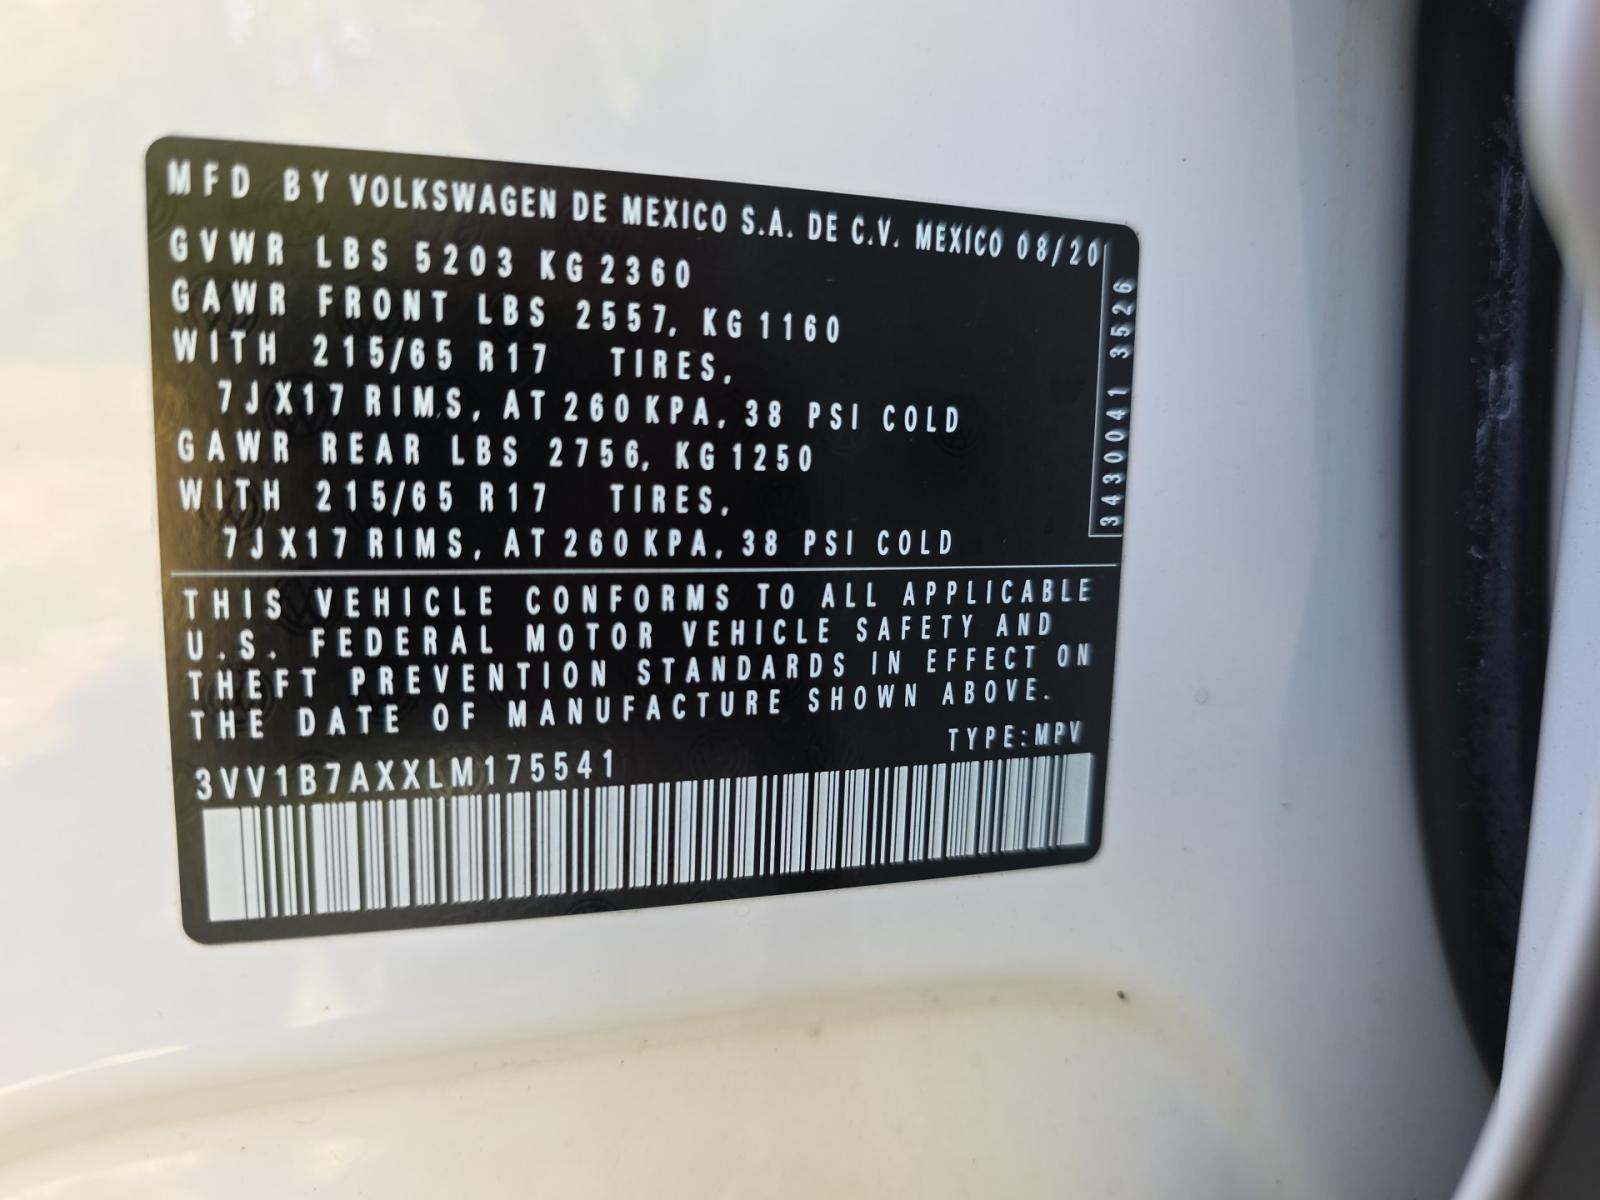 MFD BY VOLKSWAGEN DE MEXICO S.A. DE C.V. MEXICO 08/20
GVWR LBS 5203 KG 2360
GAWR FRONT LBS 2557, KG 1160
WITH 215/65 R17 TIRES,
7JX17 RIMS, AT 260 KPA, 38 PSI COLD
GAWR REAR LBS 2756, KG 1250
WITH 215/65 R17 TIRES,
7JX17 RIMS, AT 260 KPA, 38 PSI COLD
3430041 3526
THIS VEHICLE CONFORMS TO ALL APPLICABLE
U.S. FEDERAL MOTOR VEHICLE SAFETY AND
THEFT PREVENTION STANDARDS IN EFFECT ON
THE DATE OF MANUFACTURE SHOWN ABOVE.
TYPE:MPV
3VV1B7AXXLM175541